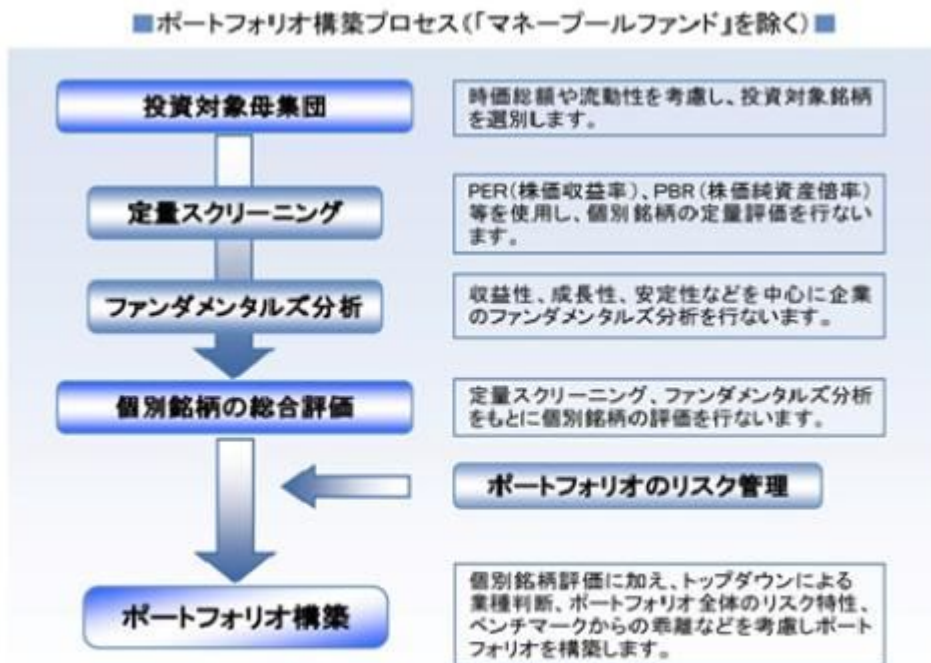 ■ポートフォリオ構築プロセス(「マネープールファンド」を除く)■
投資対象母集団
時価総額や流動性を考慮し、投資対象銘柄
を選別します。
定量スクリーニング
PER(株価収益率)、PBR(株価純資産倍率)
等を使用し、個別銘柄の定量評価を行ない
ます。
ファンダメンタルズ分析
収益性、成長性、安定性などを中心に企業
のファンダメンタルズ分析を行ないます。
個別銘柄の総合評価
定量スクリーニング、ファンダメンタルズ分析
をもとに個別銘柄の評価を行ないます。
ポートフォリオのリスク管理
ポートフォリオ構築
個別銘柄評価に加え、トップダウンによる
業種判断、ポートフォリオ全体のリスク特性、
ベンチマークからの乖離などを考慮しポート
フォリオを構築します。